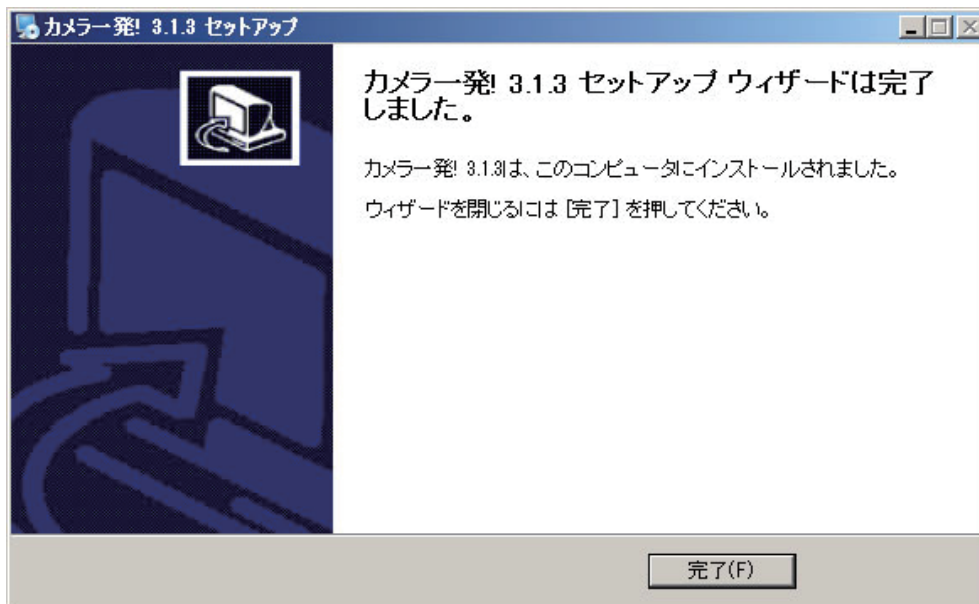 カメラ一発! 3.1.3 セットアップ
カメラ一発! 3.1.3 セットアップ ウィザードは完了
しました。
カメラ一発! 3.1.3は、このコンピュータにインストールされました。
ウィザードを閉じるには [完了] を押してください。
完了(F)